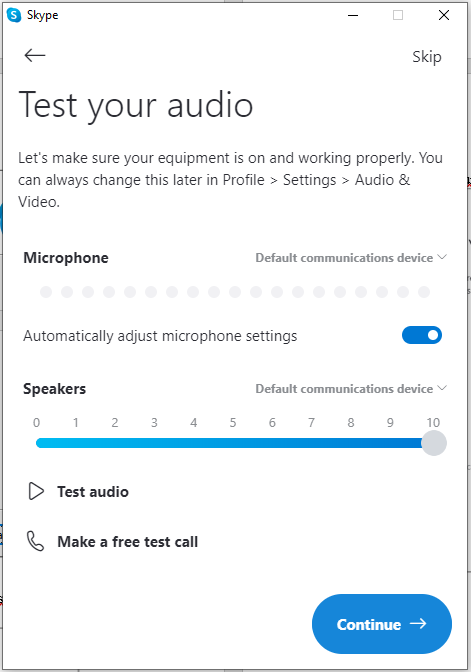 Skype
Skip
Test your audio
Let's make sure your equipment is on and working properly. You
can always change this later in Profile > Settings > Audio &
Video.
Microphone Default communications device
Automatically adjust microphone settings
Speakers Default communications device
0 1 2 3 4 5 6 7 8 9 10
Test audio
Make a free test call
Continue